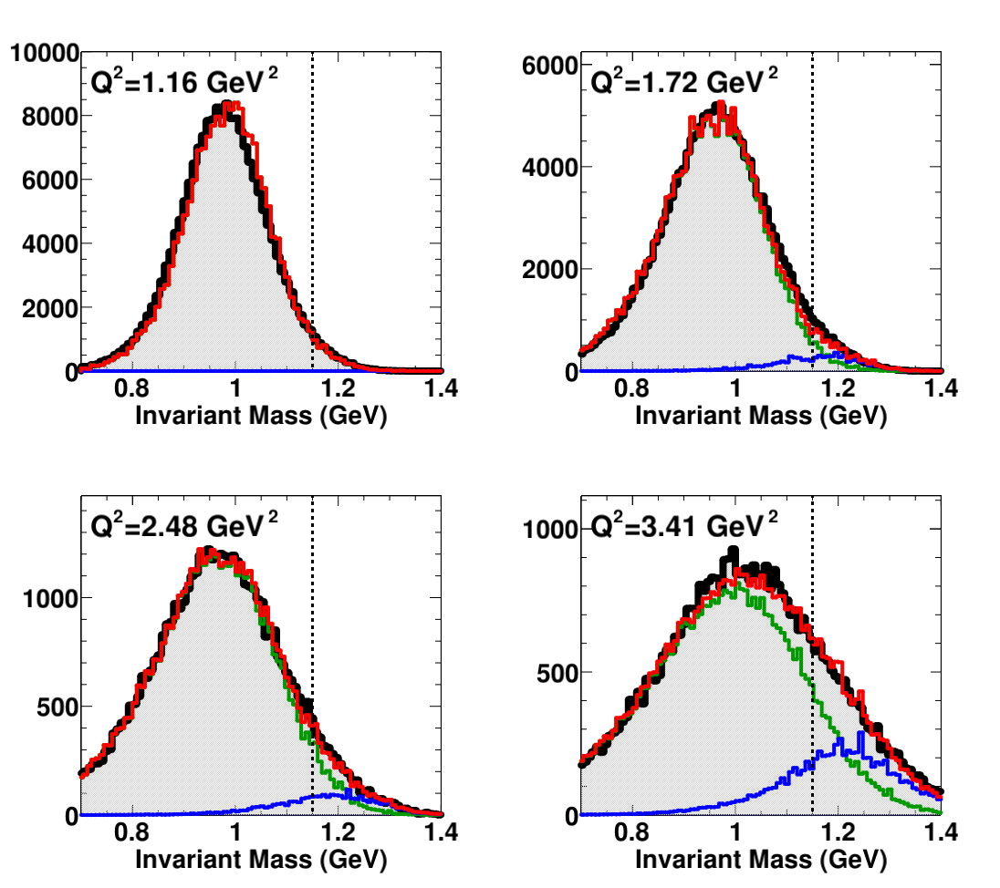 Q²=1.16 GeV²
10000
8000
6000
4000
2000
0
0.8 1 1.2 1.4
Invariant Mass (GeV)
Q²=1.72 GeV²
6000
4000
2000
0
0.8 1 1.2 1.4
Invariant Mass (GeV)
Q²=2.48 GeV²
1000
500
0
0.8 1 1.2 1.4
Invariant Mass (GeV)
Q²=3.41 GeV²
1000
500
0
0.8 1 1.2 1.4
Invariant Mass (GeV)